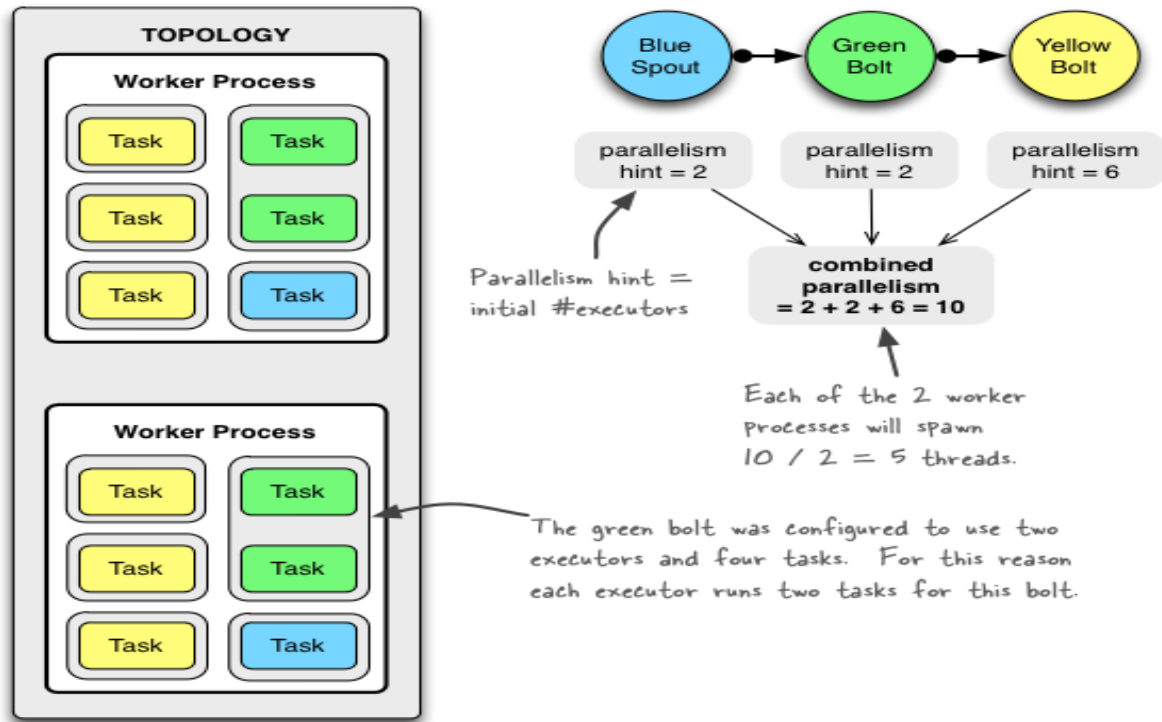 TOPOLOGY
Worker Process
Task
Task
Task
Task
Task
Task
Worker Process
Task
Task
Task
Task
Task
Task
Blue
Spout
Green
Bolt
Yellow
Bolt
parallelism
hint = 2
parallelism
hint = 2
parallelism
hint = 6
Parallelism hint =
initial #executors
combined
parallelism
= 2 + 2 + 6 = 10
Each of the 2 worker
processes will spawn
10 / 2 = 5 threads.
The green bolt was configured to use two
executors and four tasks. For this reason
each executor runs two tasks for this bolt.